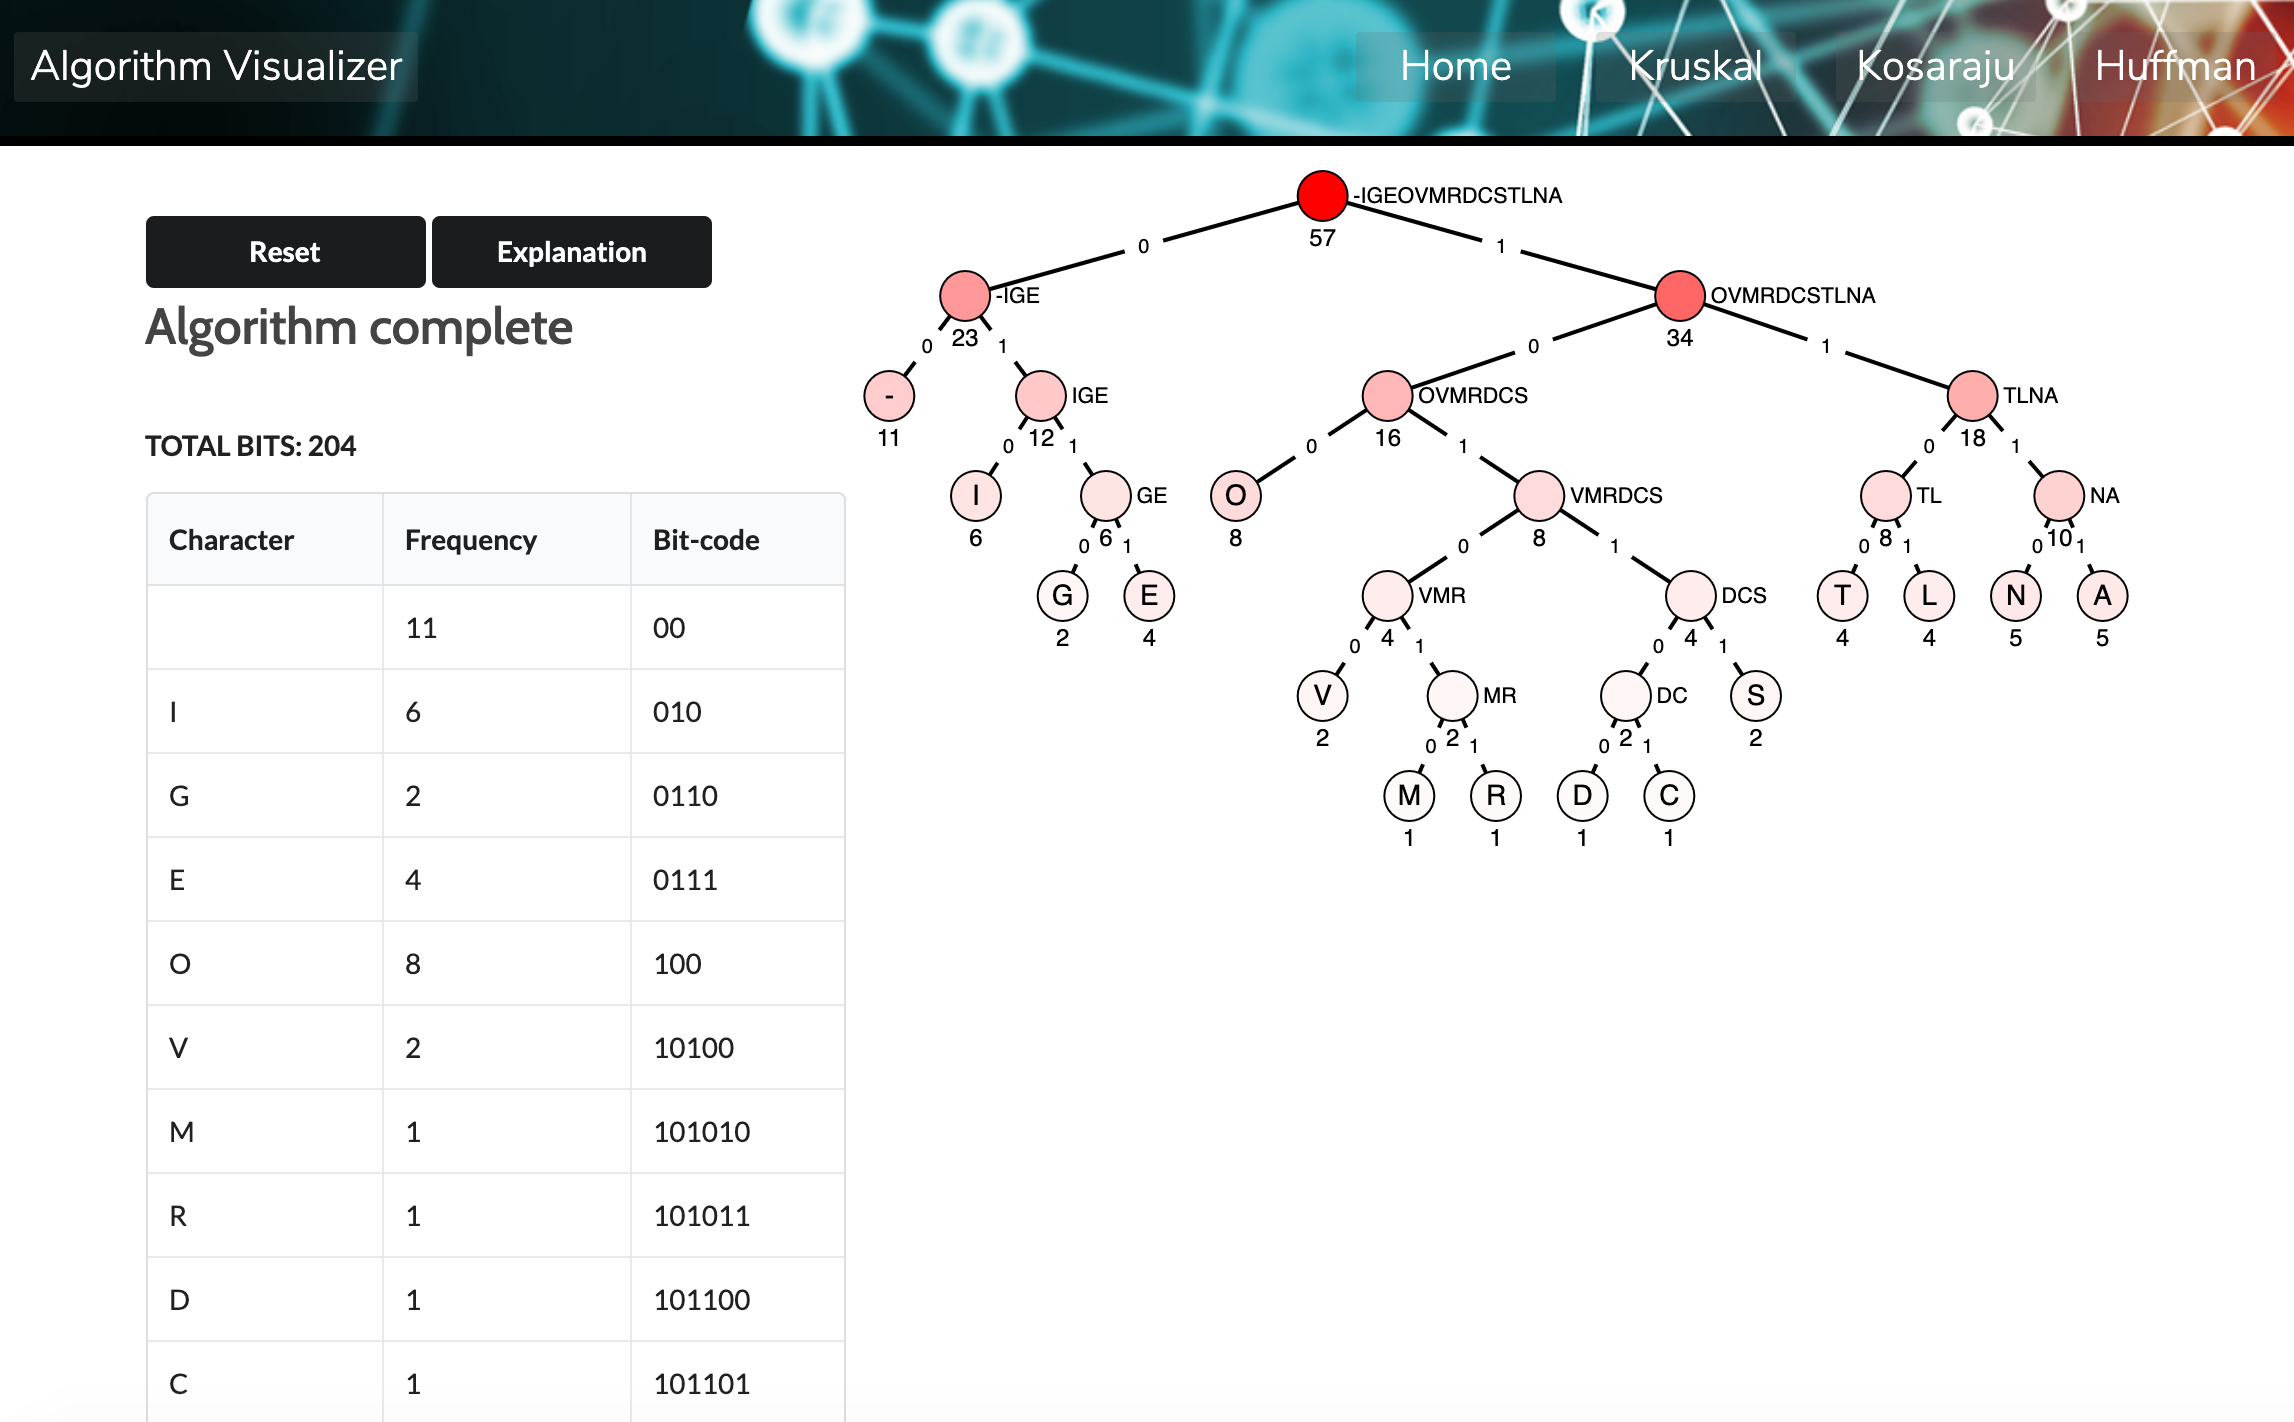 Algorithm Visualizer
Home Kruskal Kosaraju Huffman
Reset Explanation
Algorithm complete
TOTAL BITS: 204
Character Frequency Bit-code
11 00
I 6 010
G 2 0110
E 4 0111
O 8 100
V 2 10100
M 1 101010
R 1 101011
D 1 101100
C 1 101101
-IGEOVMRDCSTLNA
57
0 1
-IGE OVMRDCSTLNA
23 34
0 1 0 1
- IGE OVMRDCS TLNA
11 12 16 18
0 1 0 1 0 1
I GE O VMRDCS TL NA
6 6 8 8 8 10
0 1 0 1 0 1 0 1
G E VMR DCS T L N A
2 4 4 4 4 4 5 5
0 1 0 1
V MR DC S
2 2 2 2
0 1 0 1
M R D C
1 1 1 1